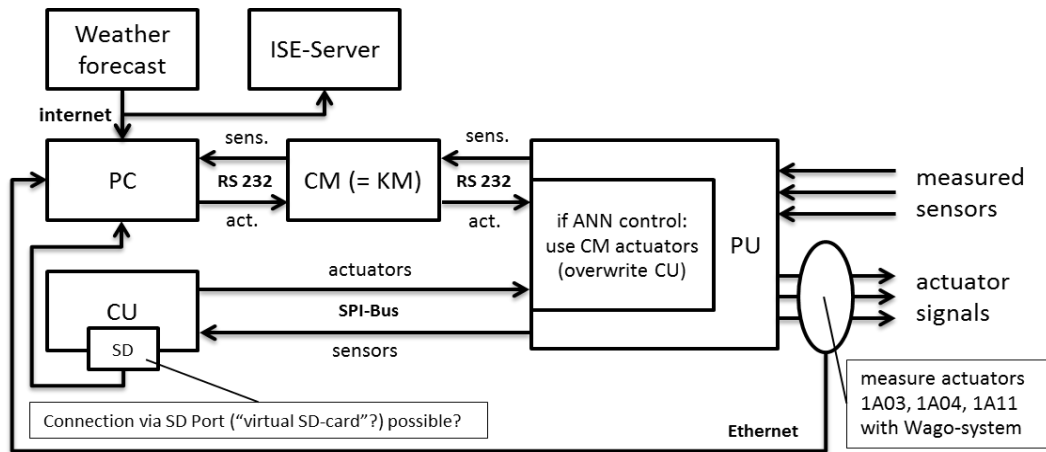 Weather
forecast
ISE-Server
internet
sens.
sens.
PC
RS 232
CM (= KM)
RS 232
act.
act.
if ANN control:
use CM actuators
(overwrite CU)
PU
measured
sensors
actuators
SPI-Bus
sensors
CU
SD
actuator
signals
Connection via SD Port (“virtual SD-card”?) possible?
Ethernet
measure actuators
1A03, 1A04, 1A11
with Wago-system